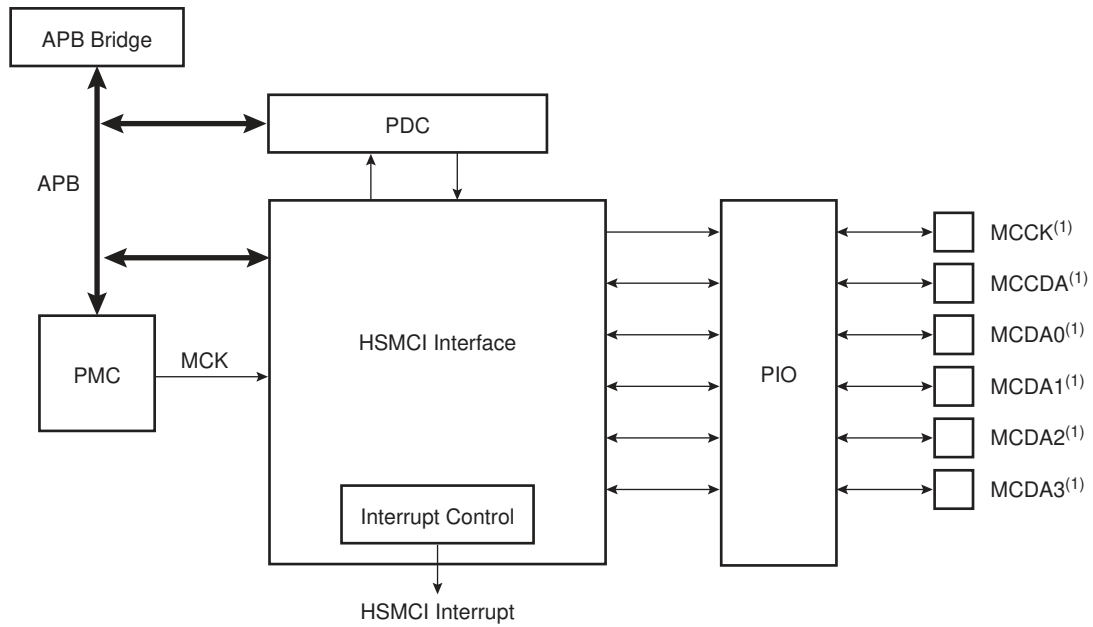 APB Bridge
PDC
APB
MCCK(1)
MCCDA(1)
HSMCI Interface
MCDA0(1)
MCK
PMC
PIO
MCDA1(1)
MCDA2(1)
MCDA3(1)
Interrupt Control
HSMCI Interrupt